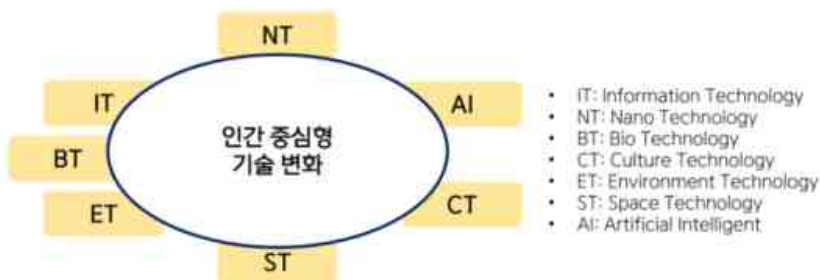 NT
IT
AI
인간 중심형
기술 변화
BT
ET
CT
ST
• IT: Information Technology
• NT: Nano Technology
• BT: Bio Technology
• CT: Culture Technology
• ET: Environment Technology
• ST: Space Technology
• AI: Artificial Intelligent